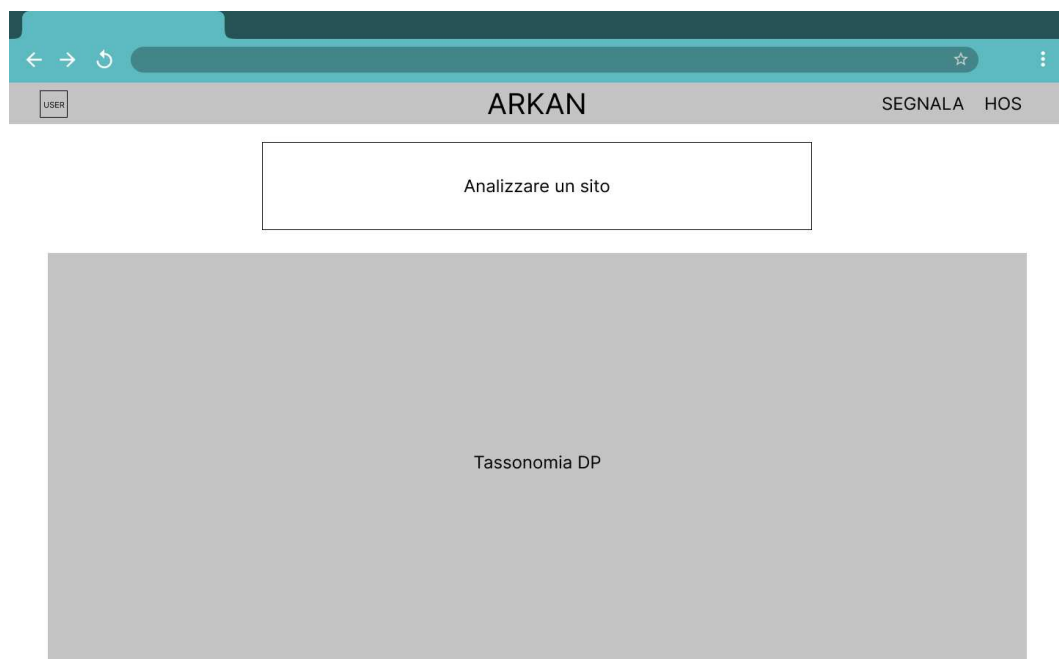 USER
ARKAN
SEGNALA HOS
Analizzare un sito
Tassonomia DP